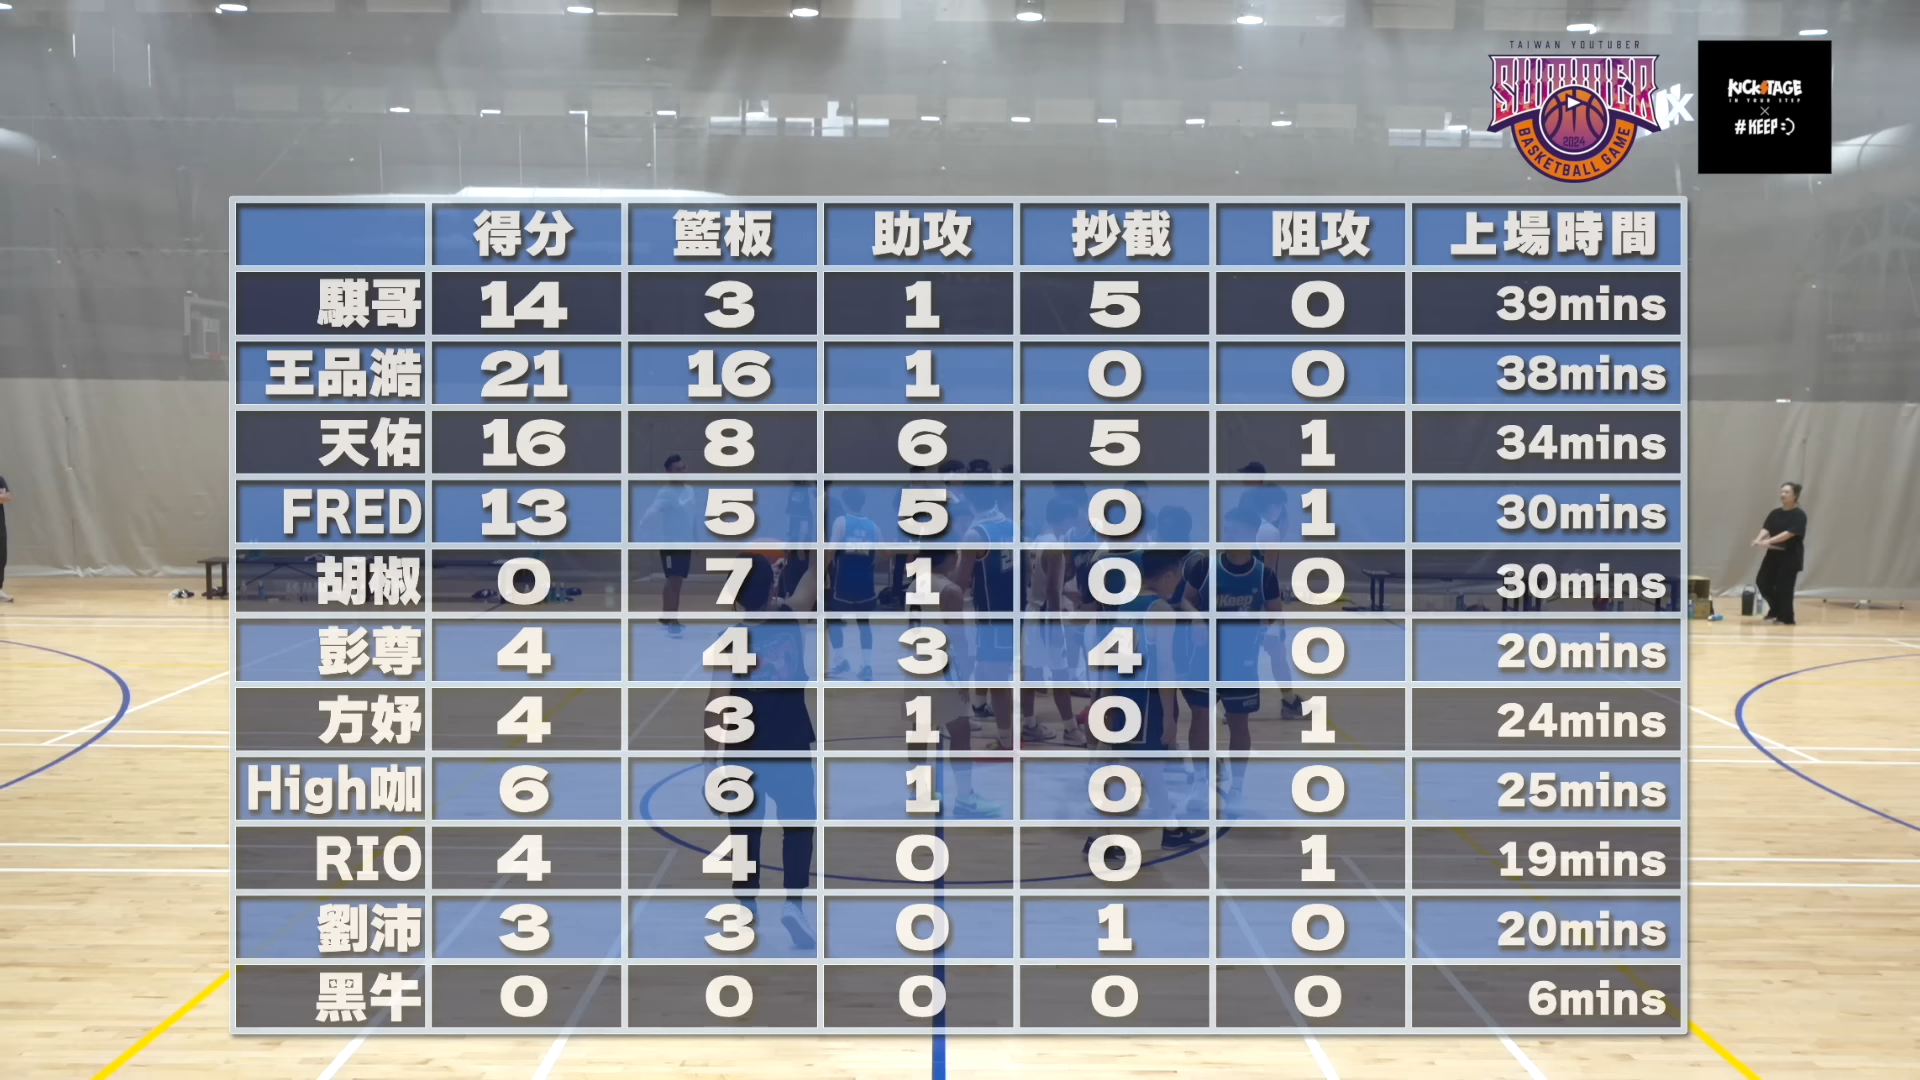 TAIWAN YOUTUBER
SUMMER
2024
BASKETBALL GAME
KICKSTAGE
IN YOUR STEP
×
#KEEP:)
得分 籃板 助攻 抄截 阻攻 上場時間
騏哥 14 3 1 5 0 39mins
王品澔 21 16 1 0 0 38mins
天佑 16 8 6 5 1 34mins
FRED 13 5 5 0 1 30mins
胡椒 0 7 1 0 0 30mins
彭尊 4 4 3 4 0 20mins
方妤 4 3 1 0 1 24mins
High咖 6 6 1 0 0 25mins
RIO 4 4 0 0 1 19mins
劉沛 3 3 0 1 0 20mins
黑牛 0 0 0 0 0 6mins